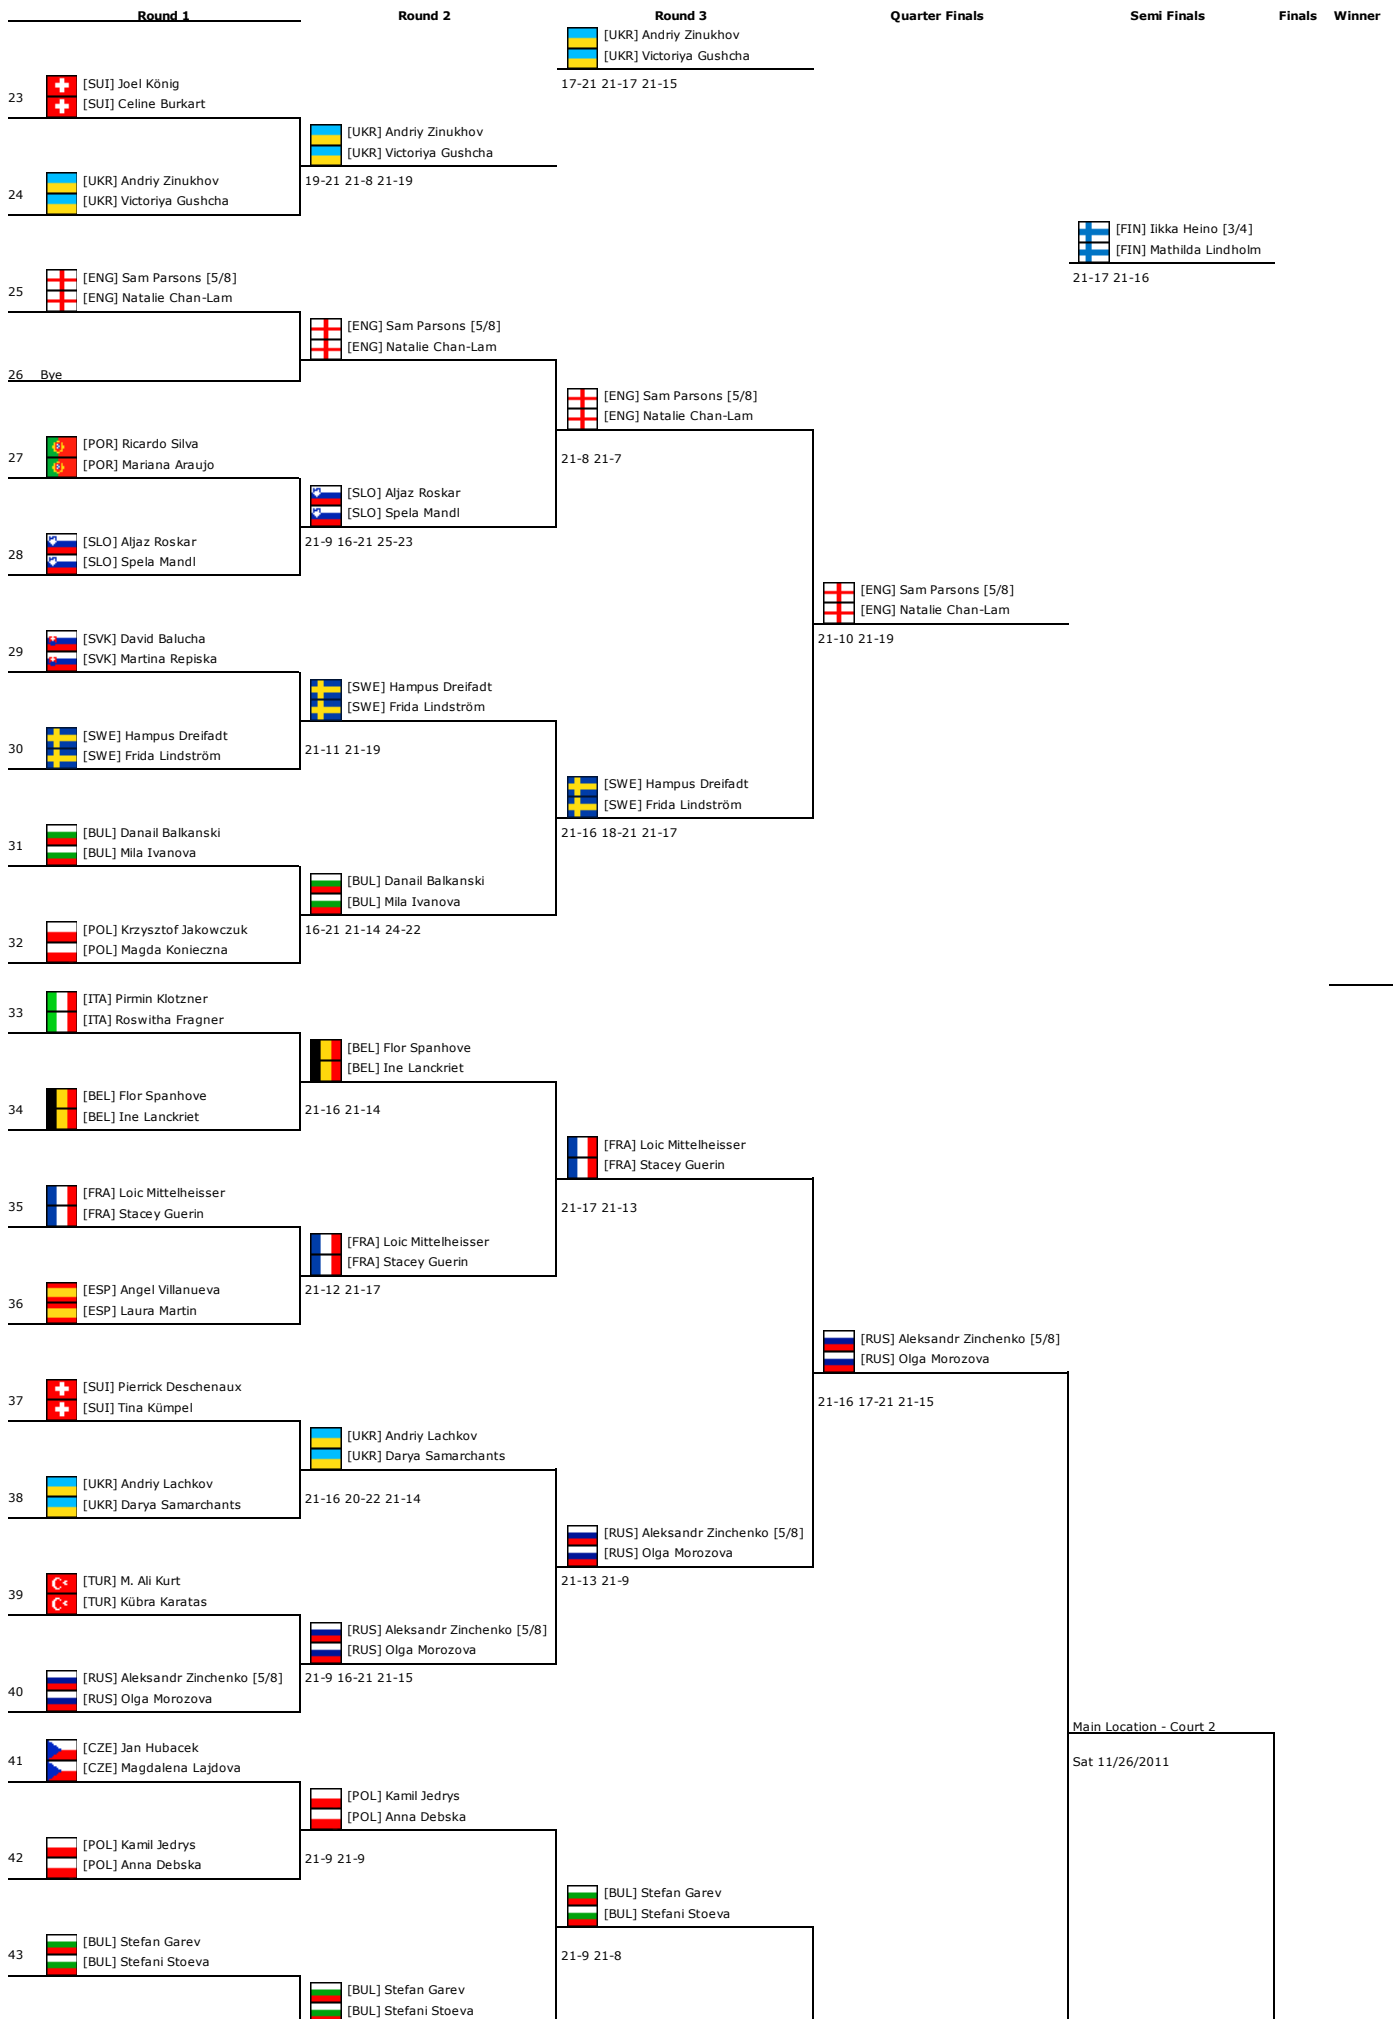 Round 1 Round 2 Round 3 Quarter Finals Semi Finals Finals Winner
[UKR] Andriy Zinukhov
[UKR] Victoriya Gushcha
17-21 21-17 21-15
23 [SUI] Joel König
[SUI] Celine Burkart
[UKR] Andriy Zinukhov
[UKR] Victoriya Gushcha
19-21 21-8 21-19
24 [UKR] Andriy Zinukhov
[UKR] Victoriya Gushcha
[FIN] Iikka Heino [3/4]
[FIN] Mathilda Lindholm
21-17 21-16
25 [ENG] Sam Parsons [5/8]
[ENG] Natalie Chan-Lam
[ENG] Sam Parsons [5/8]
[ENG] Natalie Chan-Lam
26 Bye
[ENG] Sam Parsons [5/8]
[ENG] Natalie Chan-Lam
21-8 21-7
27 [POR] Ricardo Silva
[POR] Mariana Araujo
[SLO] Aljaz Roskar
[SLO] Spela Mandl
21-9 16-21 25-23
28 [SLO] Aljaz Roskar
[SLO] Spela Mandl
[ENG] Sam Parsons [5/8]
[ENG] Natalie Chan-Lam
21-10 21-19
29 [SVK] David Balucha
[SVK] Martina Repiska
[SWE] Hampus Dreifadt
[SWE] Frida Lindström
21-11 21-19
30 [SWE] Hampus Dreifadt
[SWE] Frida Lindström
[SWE] Hampus Dreifadt
[SWE] Frida Lindström
21-16 18-21 21-17
31 [BUL] Danail Balkanski
[BUL] Mila Ivanova
[BUL] Danail Balkanski
[BUL] Mila Ivanova
16-21 21-14 24-22
32 [POL] Krzysztof Jakowczuk
[POL] Magda Konieczna
33 [ITA] Pirmin Klotzner
[ITA] Roswitha Fragner
[BEL] Flor Spanhove
[BEL] Ine Lanckriet
21-16 21-14
34 [BEL] Flor Spanhove
[BEL] Ine Lanckriet
[FRA] Loic Mittelheisser
[FRA] Stacey Guerin
21-17 21-13
35 [FRA] Loic Mittelheisser
[FRA] Stacey Guerin
[FRA] Loic Mittelheisser
[FRA] Stacey Guerin
21-12 21-17
36 [ESP] Angel Villanueva
[ESP] Laura Martin
[RUS] Aleksandr Zinchenko [5/8]
[RUS] Olga Morozova
21-16 17-21 21-15
37 [SUI] Pierrick Deschenaux
[SUI] Tina Kümpel
[UKR] Andriy Lachkov
[UKR] Darya Samarchants
21-16 20-22 21-14
38 [UKR] Andriy Lachkov
[UKR] Darya Samarchants
[RUS] Aleksandr Zinchenko [5/8]
[RUS] Olga Morozova
21-13 21-9
39 [TUR] M. Ali Kurt
[TUR] Kübra Karatas
[RUS] Aleksandr Zinchenko [5/8]
[RUS] Olga Morozova
21-9 16-21 21-15
40 [RUS] Aleksandr Zinchenko [5/8]
[RUS] Olga Morozova
Main Location - Court 2
Sat 11/26/2011
41 [CZE] Jan Hubacek
[CZE] Magdalena Lajdova
[POL] Kamil Jedrys
[POL] Anna Debska
21-9 21-9
42 [POL] Kamil Jedrys
[POL] Anna Debska
[BUL] Stefan Garev
[BUL] Stefani Stoeva
21-9 21-8
43 [BUL] Stefan Garev
[BUL] Stefani Stoeva
[BUL] Stefan Garev
[BUL] Stefani Stoeva